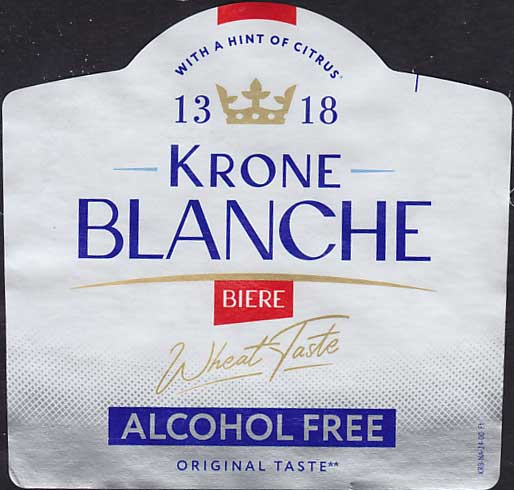 WITH A HINT OF CITRUS*
13 18
KRONE
BLANCHE
BIERE
Wheat Taste
ALCOHOL FREE
ORIGINAL TASTE**